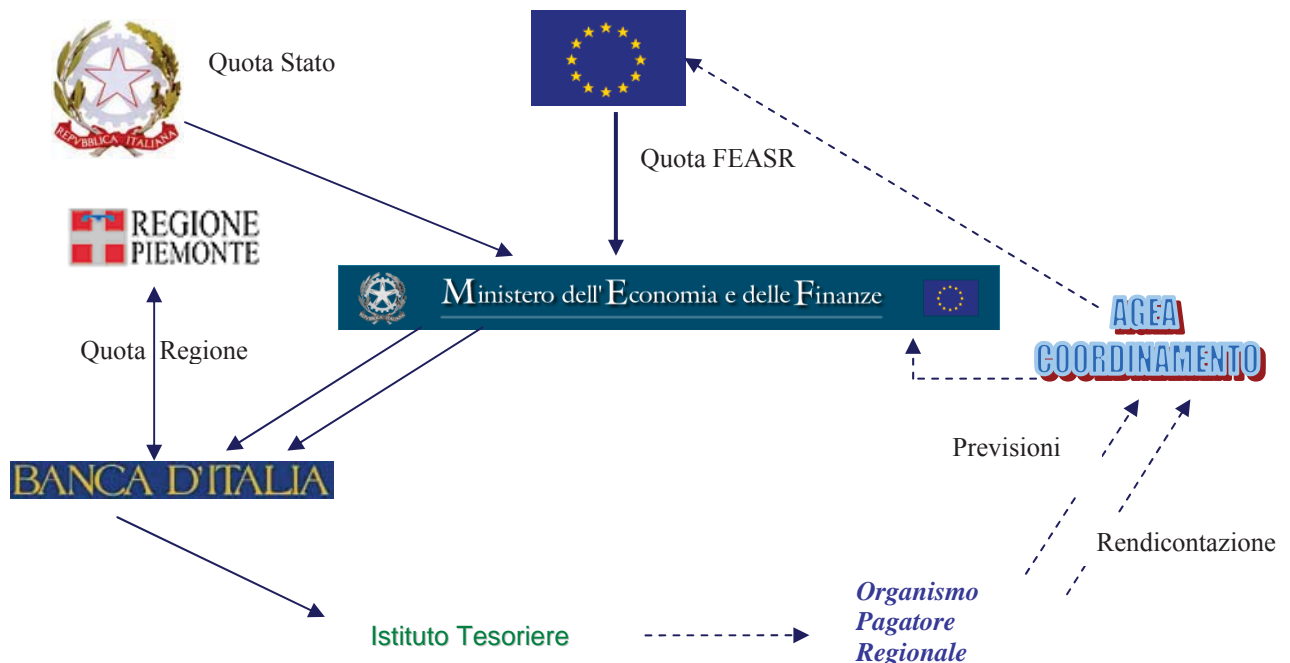 Quota Stato
REPVBBLICA ITALIANA
Quota FEASR
REGIONE
PIEMONTE
Ministero dell'Economia e delle Finanze
AGEA
COORDINAMENTO
Quota Regione
Previsioni
BANCA D'ITALIA
Rendicontazione
Istituto Tesoriere
Organismo
Pagatore
Regionale